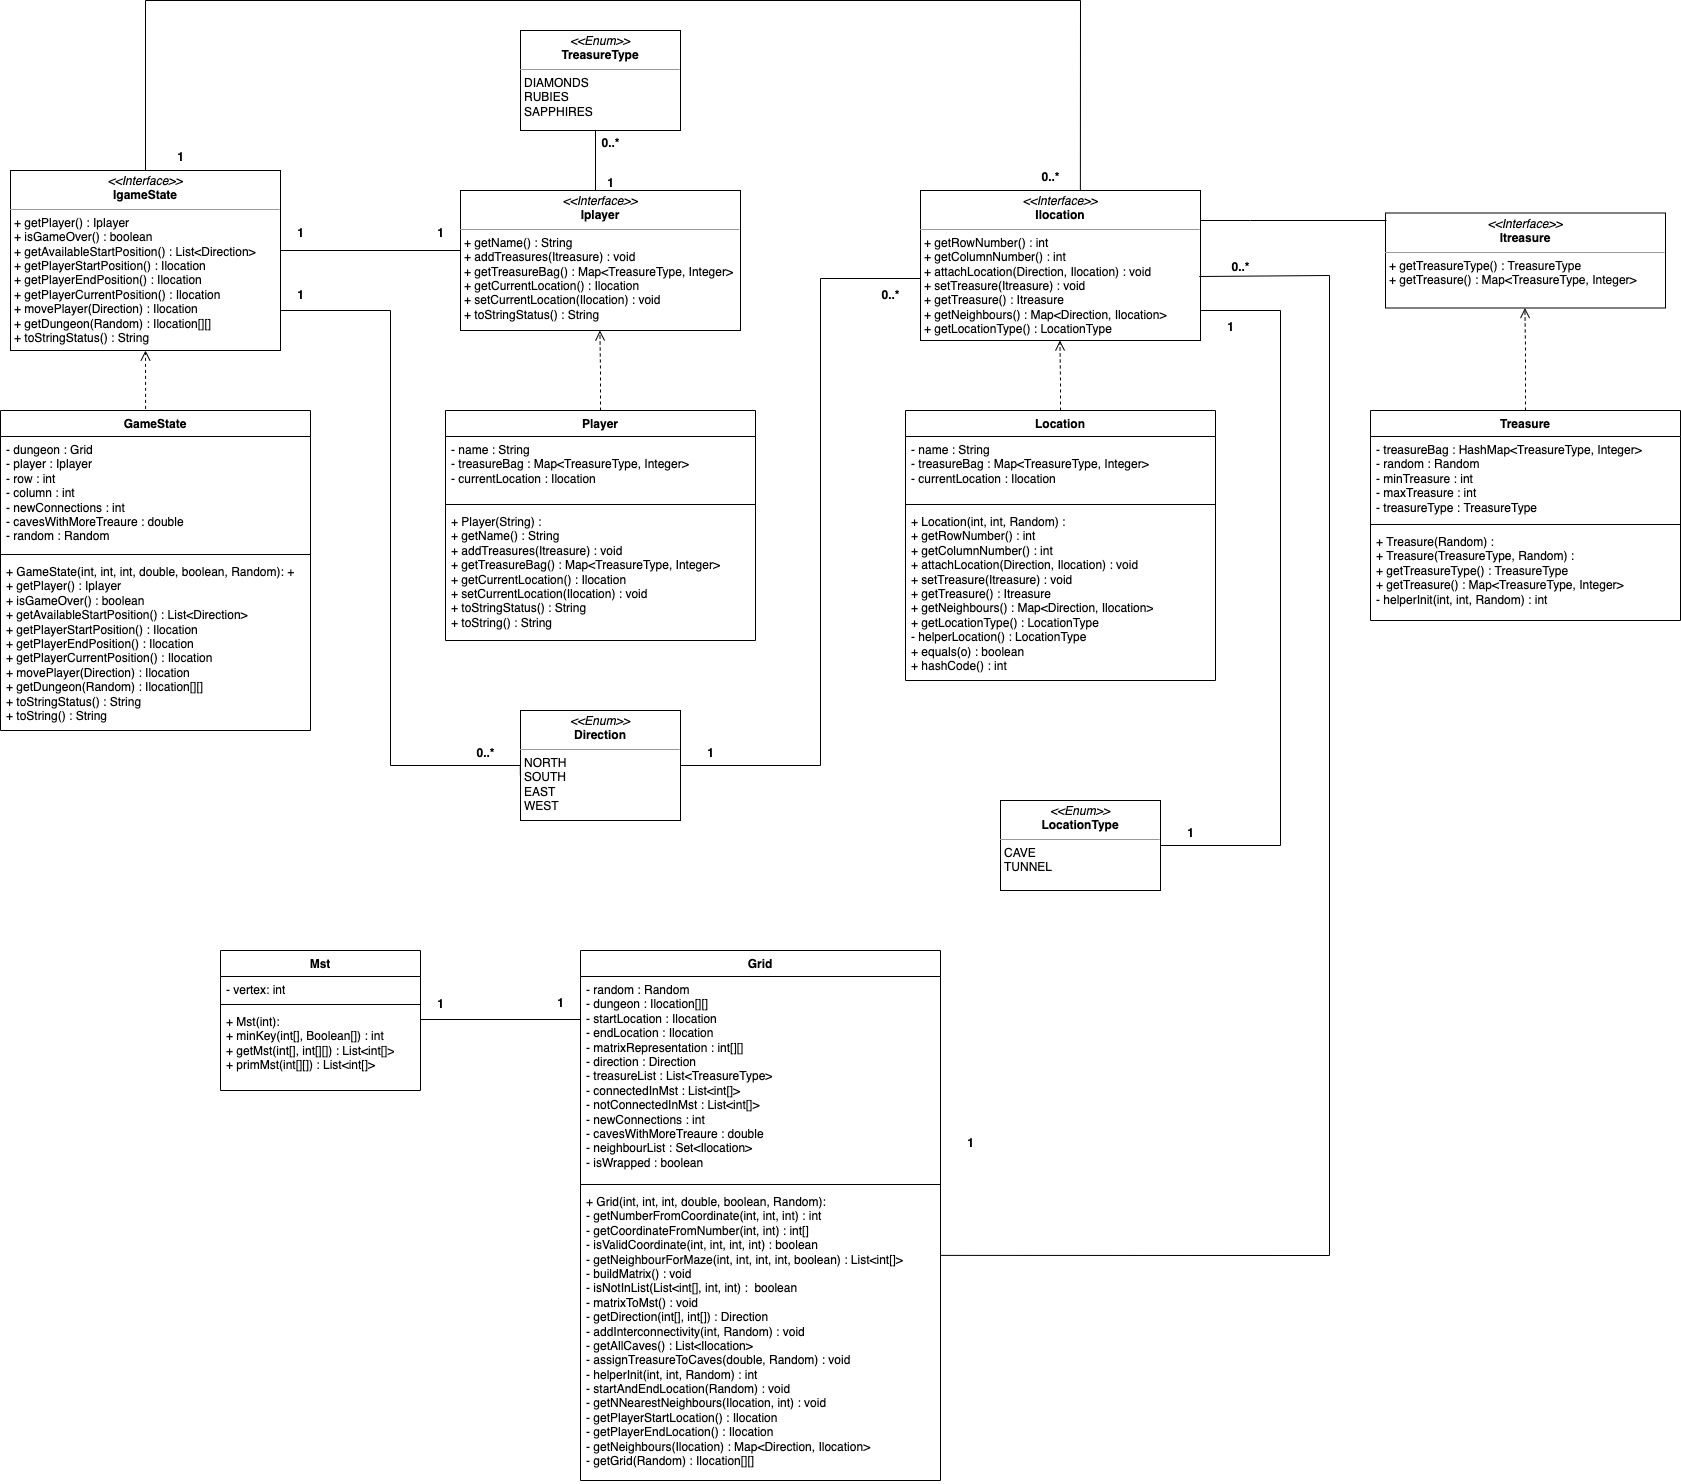 <<Enum>>
TreasureType
DIAMONDS
RUBIES
SAPPHIRES
0..*
1
1
0..*
<<Interface>>
IgameState
+ getPlayer() : Iplayer
+ isGameOver() : boolean
+ getAvailableStartPosition() : List<Direction>
+ getPlayerStartPosition() : Ilocation
+ getPlayerEndPosition() : Ilocation
+ getPlayerCurrentPosition() : Ilocation
+ movePlayer(Direction) : Ilocation
+ getDungeon(Random) : Ilocation[][]
+ toStringStatus() : String
1
1
1
<<Interface>>
Iplayer
+ getName() : String
+ addTreasures(Itreasure) : void
+ getTreasureBag() : Map<TreasureType, Integer>
+ getCurrentLocation() : Ilocation
+ setCurrentLocation(Ilocation) : void
+ toStringStatus() : String
0..*
<<Interface>>
Ilocation
+ getRowNumber() : int
+ getColumnNumber() : int
+ attachLocation(Direction, Ilocation) : void
+ setTreasure(Itreasure) : void
+ getTreasure() : Itreasure
+ getNeighbours() : Map<Direction, Ilocation>
+ getLocationType() : LocationType
0..*
1
<<Interface>>
Itreasure
+ getTreasureType() : TreasureType
+ getTreasure() : Map<TreasureType, Integer>
GameState
- dungeon : Grid
- player : Iplayer
- row : int
- column : int
- newConnections : int
- cavesWithMoreTreaure : double
- random : Random
+ GameState(int, int, int, double, boolean, Random): +
+ getPlayer() : Iplayer
+ isGameOver() : boolean
+ getAvailableStartPosition() : List<Direction>
+ getPlayerStartPosition() : Ilocation
+ getPlayerEndPosition() : Ilocation
+ getPlayerCurrentPosition() : Ilocation
+ movePlayer(Direction) : Ilocation
+ getDungeon(Random) : Ilocation[][]
+ toStringStatus() : String
+ toString() : String
Player
- name : String
- treasureBag : Map<TreasureType, Integer>
- currentLocation : Ilocation
+ Player(String) :
+ getName() : String
+ addTreasures(Itreasure) : void
+ getTreasureBag() : Map<TreasureType, Integer>
+ getCurrentLocation() : Ilocation
+ setCurrentLocation(Ilocation) : void
+ toStringStatus() : String
+ toString() : String
Location
- name : String
- treasureBag : Map<TreasureType, Integer>
- currentLocation : Ilocation
+ Location(int, int, Random) :
+ getRowNumber() : int
+ getColumnNumber() : int
+ attachLocation(Direction, Ilocation) : void
+ setTreasure(Itreasure) : void
+ getTreasure() : Itreasure
+ getNeighbours() : Map<Direction, Ilocation>
+ getLocationType() : LocationType
- helperLocation() : LocationType
+ equals(o) : boolean
+ hashCode() : int
Treasure
- treasureBag : HashMap<TreasureType, Integer>
- random : Random
- minTreasure : int
- maxTreasure : int
- treasureType : TreasureType
+ Treasure(Random) :
+ Treasure(TreasureType, Random) :
+ getTreasureType() : TreasureType
+ getTreasure() : Map<TreasureType, Integer>
- helperInit(int, int, Random) : int
0..*
<<Enum>>
Direction
NORTH
SOUTH
EAST
WEST
1
<<Enum>>
LocationType
CAVE
TUNNEL
1
Mst
- vertex: int
+ Mst(int):
+ minKey(int[], Boolean[]) : int
+ getMst(int[], int[][]) : List<int[]>
+ primMst(int[][]) : List<int[]>
1
1
Grid
- random : Random
- dungeon : Ilocation[][]
- startLocation : Ilocation
- endLocation : Ilocation
- matrixRepresentation : int[][]
- direction : Direction
- treasureList : List<TreasureType>
- connectedInMst : List<int[]>
- notConnectedInMst : List<int[]>
- newConnections : int
- cavesWithMoreTreaure : double
- neighbourList : Set<Ilocation>
- isWrapped : boolean
1
+ Grid(int, int, int, double, boolean, Random):
- getNumberFromCoordinate(int, int, int) : int
- getCoordinateFromNumber(int, int) : int[]
- isValidCoordinate(int, int, int, int) : boolean
- getNeighbourForMaze(int, int, int, int, boolean) : List<int[]>
- buildMatrix() : void
- isNotInList(List<int[], int, int) : boolean
- matrixToMst() : void
- getDirection(int[], int[]) : Direction
- addInterconnectivity(int, Random) : void
- getAllCaves() : List<Ilocation>
- assignTreasureToCaves(double, Random) : void
- helperInit(int, int, Random) : int
- startAndEndLocation(Random) : void
- getNNearestNeighbours(Ilocation, int) : void
- getPlayerStartLocation() : Ilocation
- getPlayerEndLocation() : Ilocation
- getNeighbours(Ilocation) : Map<Direction, Ilocation>
- getGrid(Random) : Ilocation[][]